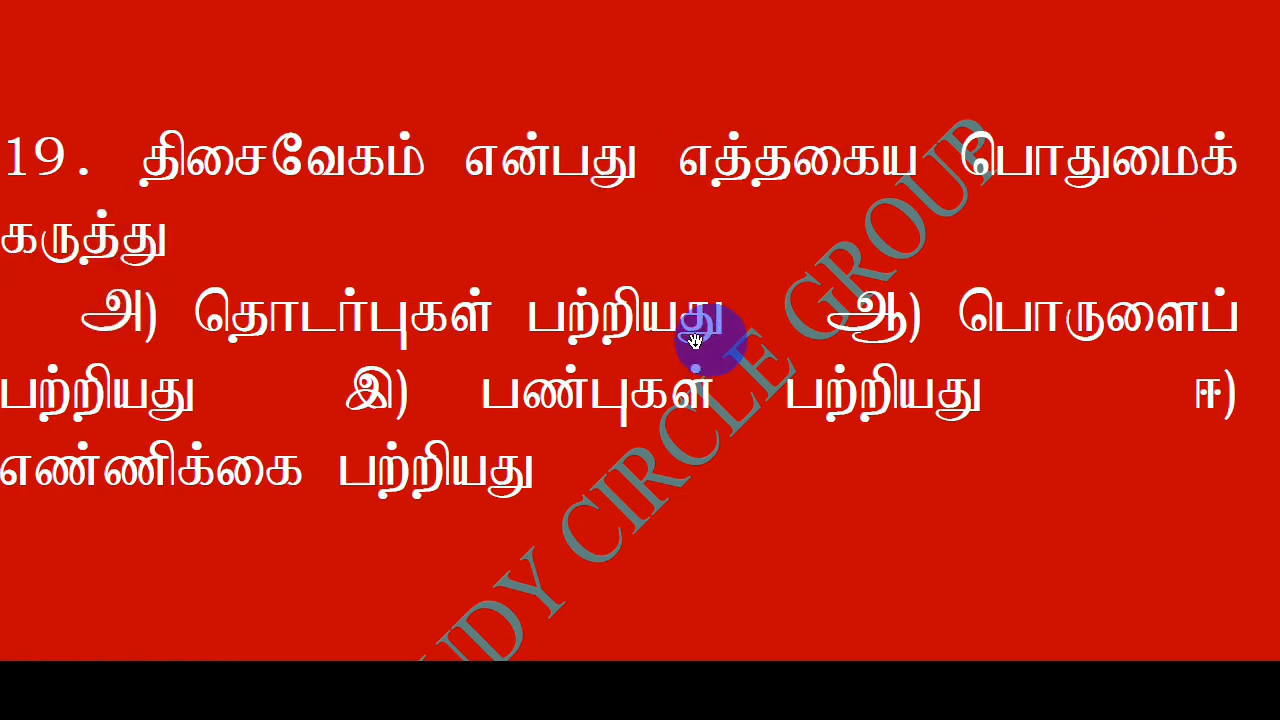 19. திசைவேகம் என்பது எத்தகைய பொதுமைக்
கருத்து
அ) தொடர்புகள் பற்றியது ஆ) பொருளைப்
பற்றியது இ) பண்புகள் பற்றியது ஈ)
எண்ணிக்கை பற்றியது
UDY CIRCLE GROUP